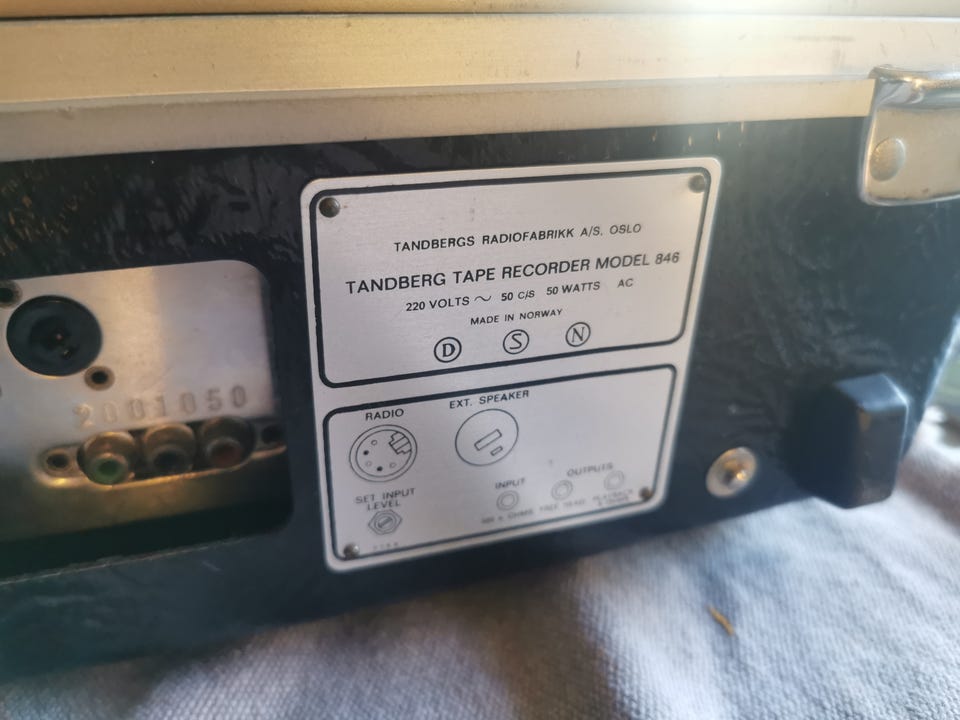 TANDBERGS RADIOFABRIKK A/S. OSLO
TANDBERG TAPE RECORDER MODEL 846
220 VOLTS ~ 50 C/S 50 WATTS AC
MADE IN NORWAY
D S N
2001050
RADIO
EXT. SPEAKER
SET INPUT
LEVEL
INPUT
OUTPUTS
PLAYBACK